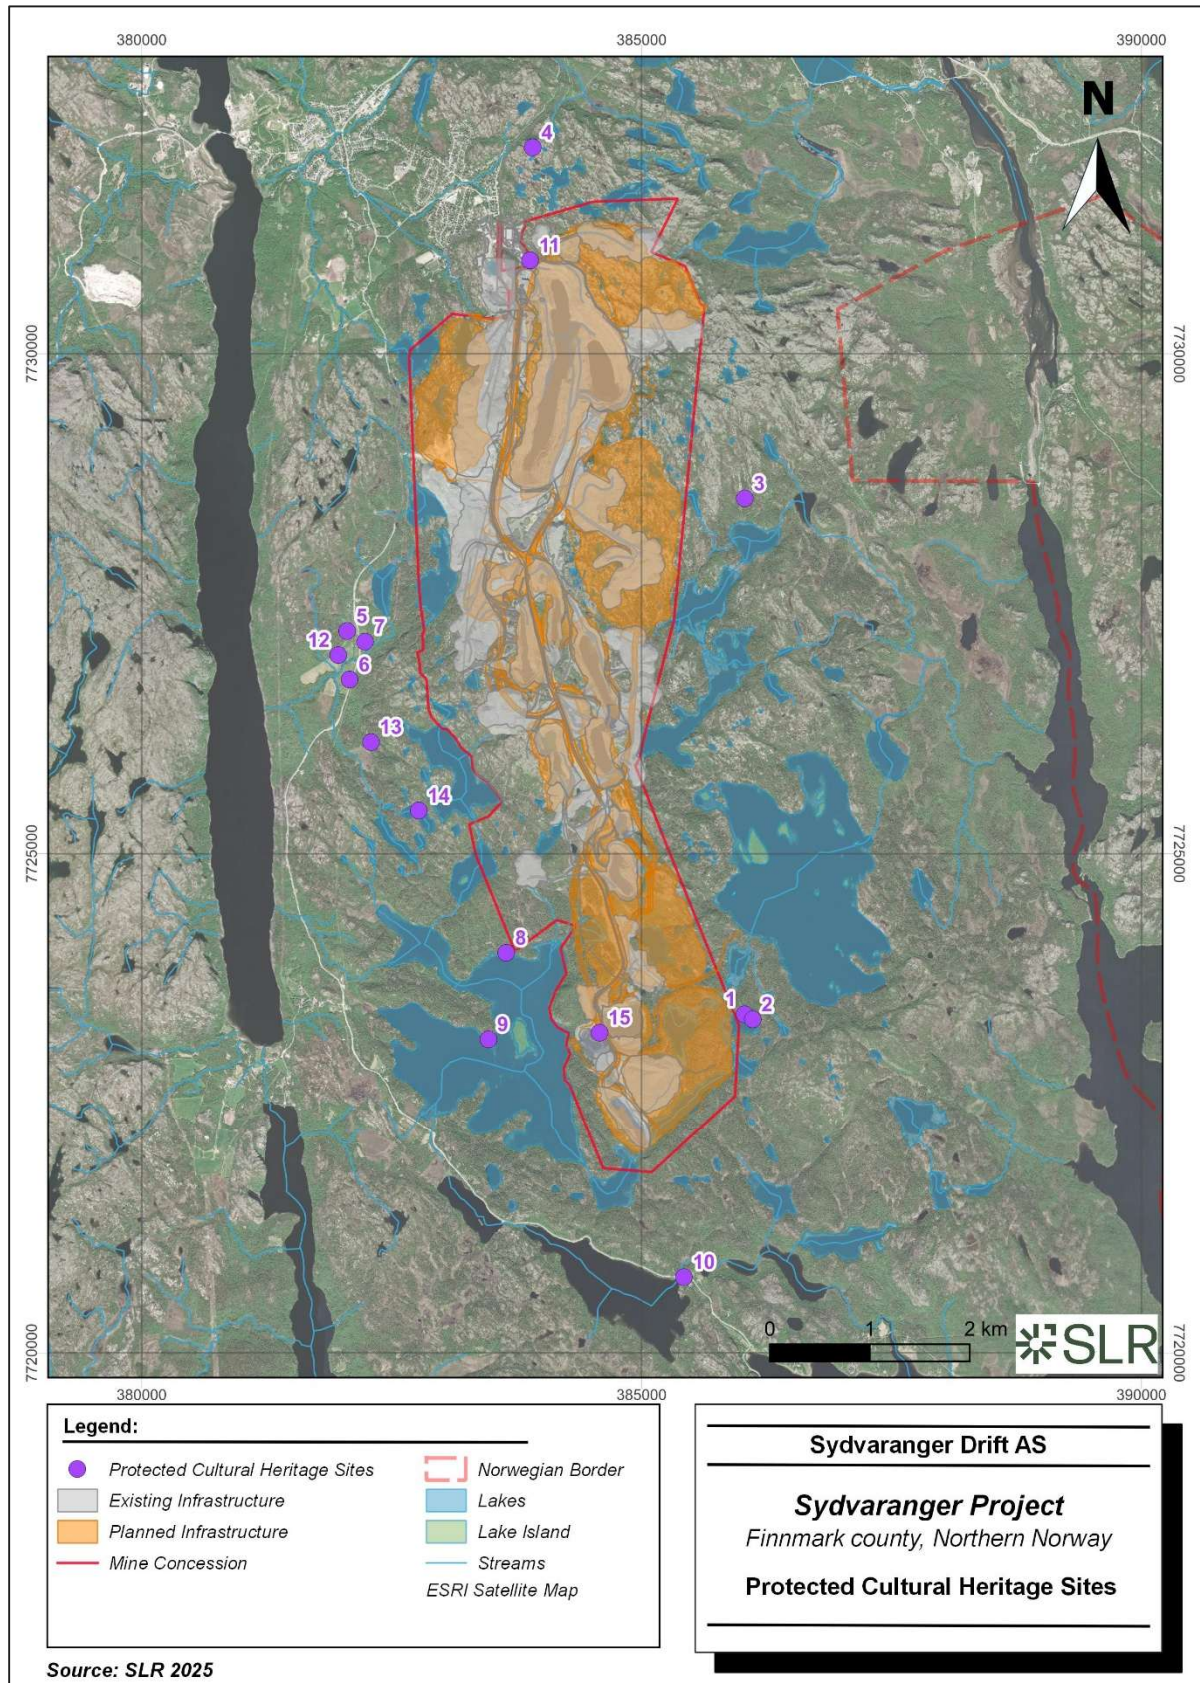 380000
385000
390000
N
4
11
7730000
7730000
3
5
7
12
6
13
14
7725000
7725000
8
1
2
9
15
10
0
1
2 km
SLR
7720000
7720000
380000
385000
390000
Legend:
Protected Cultural Heritage Sites
Existing Infrastructure
Planned Infrastructure
Mine Concession
Norwegian Border
Lakes
Lake Island
Streams
ESRI Satellite Map
Sydvaranger Drift AS
Sydvaranger Project
Finnmark county, Northern Norway
Protected Cultural Heritage Sites
Source: SLR 2025